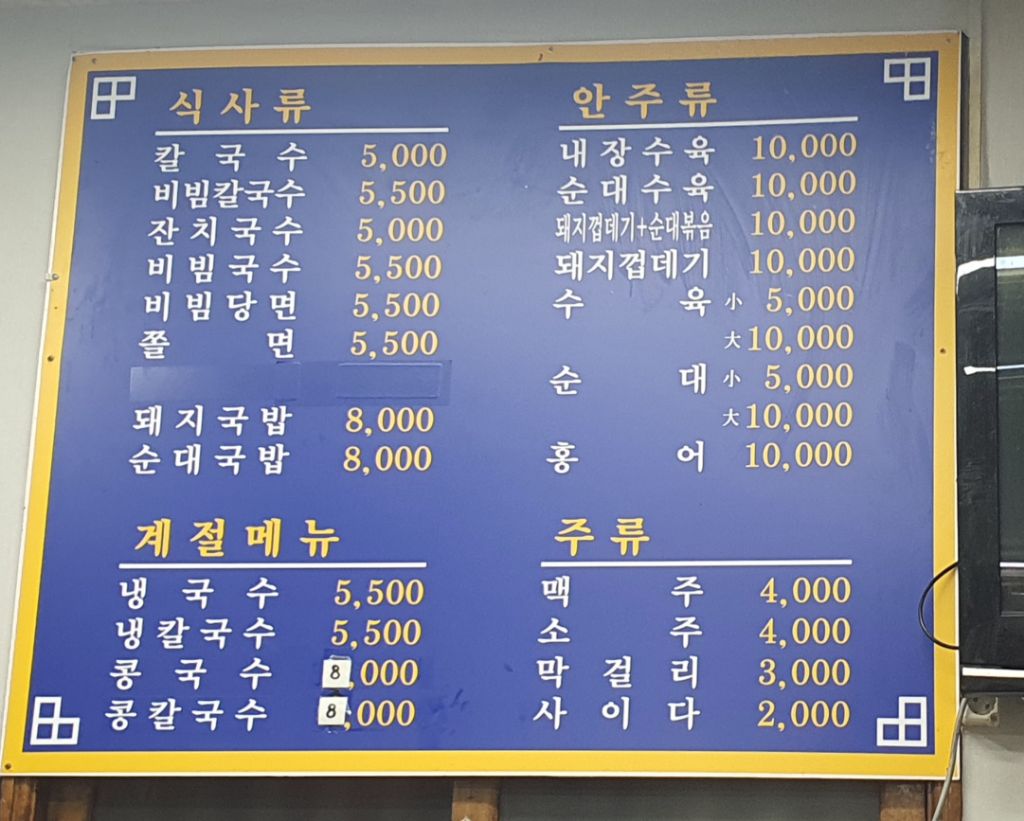 식사류
칼국수 5,000
비빔칼국수 5,500
잔치국수 5,000
비빔국수 5,500
비빔당면 5,500
쫄면 5,500
돼지국밥 8,000
순대국밥 8,000
계절메뉴
냉국수 5,500
냉칼국수 5,500
콩국수 8,000
콩칼국수 8,000
안주류
내장수육 10,000
순대수육 10,000
돼지껍데기+순대볶음 10,000
돼지껍데기 10,000
수육 小 5,000
大 10,000
순대 小 5,000
大 10,000
홍어 10,000
주류
맥주 4,000
소주 4,000
막걸리 3,000
사이다 2,000